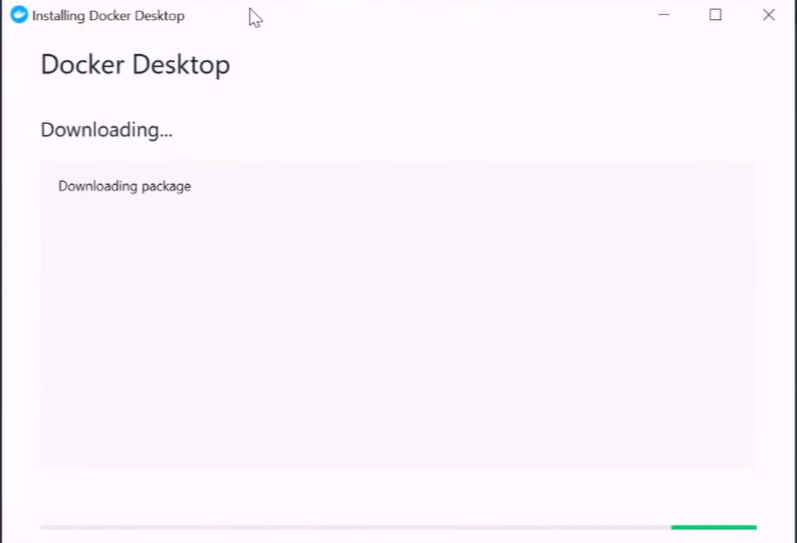 Installing Docker Desktop
Docker Desktop
Downloading...
Downloading package